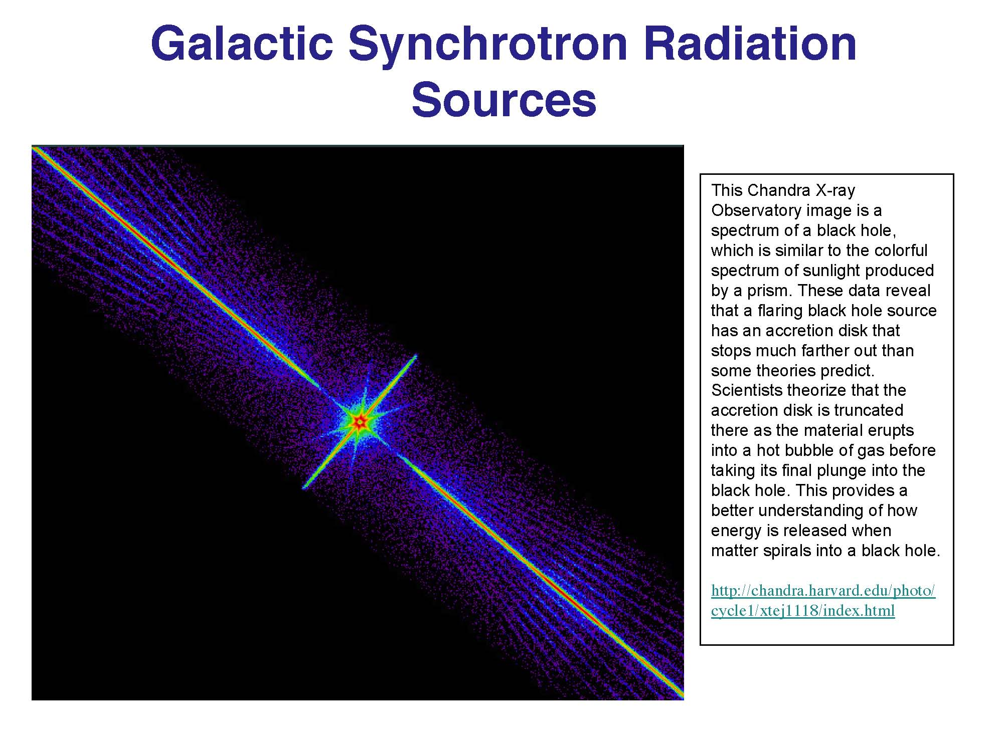 Galactic Synchrotron Radiation
Sources
This Chandra X-ray
Observatory image is a
spectrum of a black hole,
which is similar to the colorful
spectrum of sunlight produced
by a prism. These data reveal
that a flaring black hole source
has an accretion disk that
stops much farther out than
some theories predict.
Scientists theorize that the
accretion disk is truncated
there as the material erupts
into a hot bubble of gas before
taking its final plunge into the
black hole. This provides a
better understanding of how
energy is released when
matter spirals into a black hole.
http://chandra.harvard.edu/photo/
cycle1/xtej1118/index.html